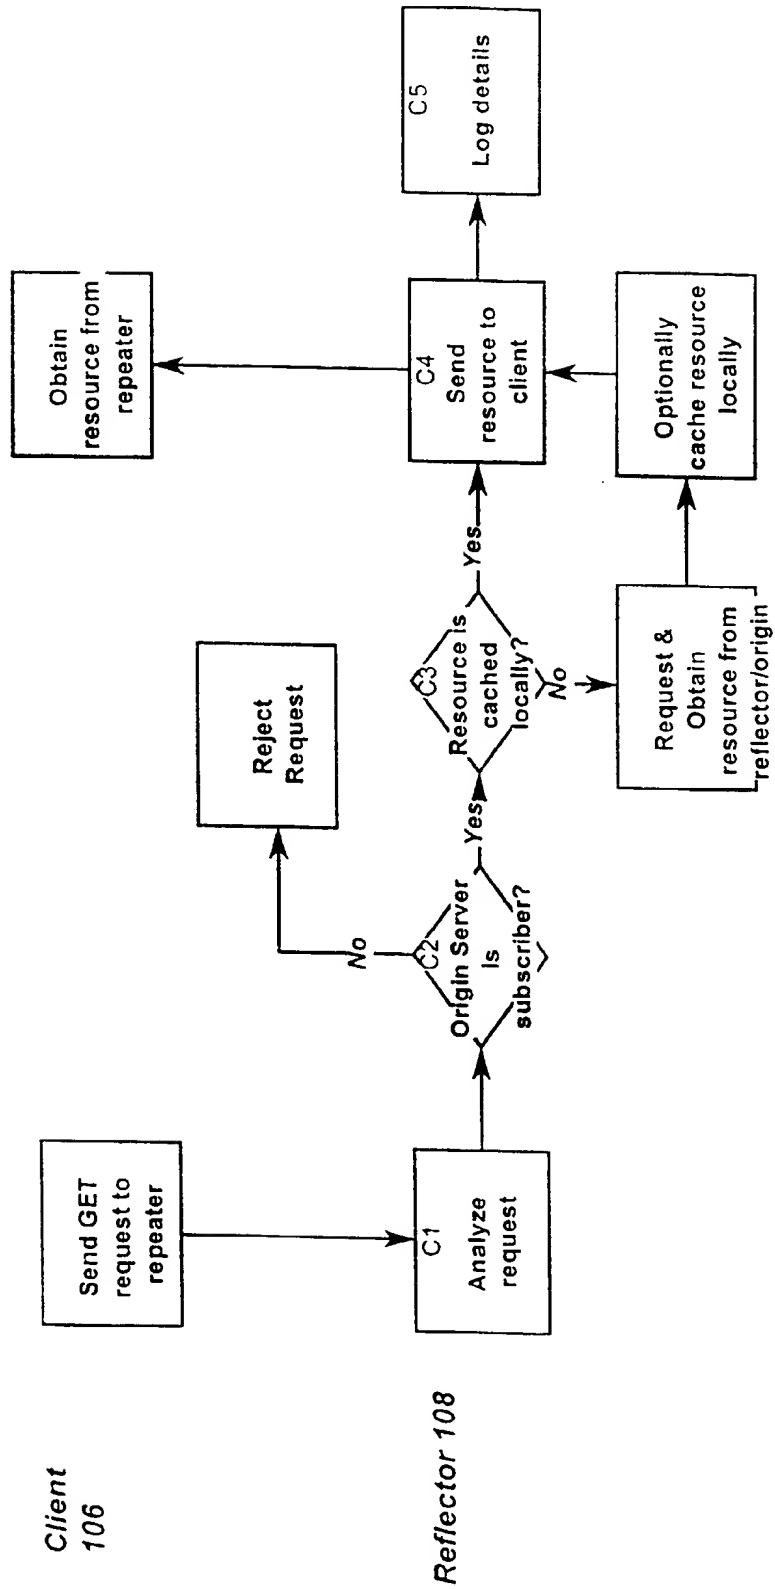 Client
106
Send GET
request to
repeater
Obtain
resource from
repeater
Reject
Request
No
Reflector 108
C1
Analyze
request
C2
Origin Server
Is
subscriber?
Yes
C3
Resource is
cached
locally?
Yes
C4
Send
resource to
client
C5
Log details
No
Request &
Obtain
resource from
reflector/origin
Optionally
cache resource
locally